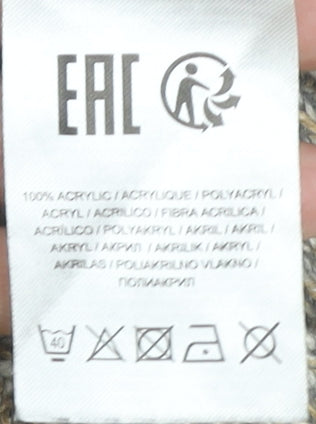 EAC
100% ACRYLIC / ACRYLIQUE / POLYACRYL /
ACRYL / ACRILICO / FIBRA ACRILICA /
ACRÍLICO / POLYAKRYL / AKRIL / AKRIL /
AKRYL / АКРИЛ / AKRILIK / AKRYL /
AKRILAS / POLIAKRILNO VLAKNO /
ПОЛИАКРИЛ
40